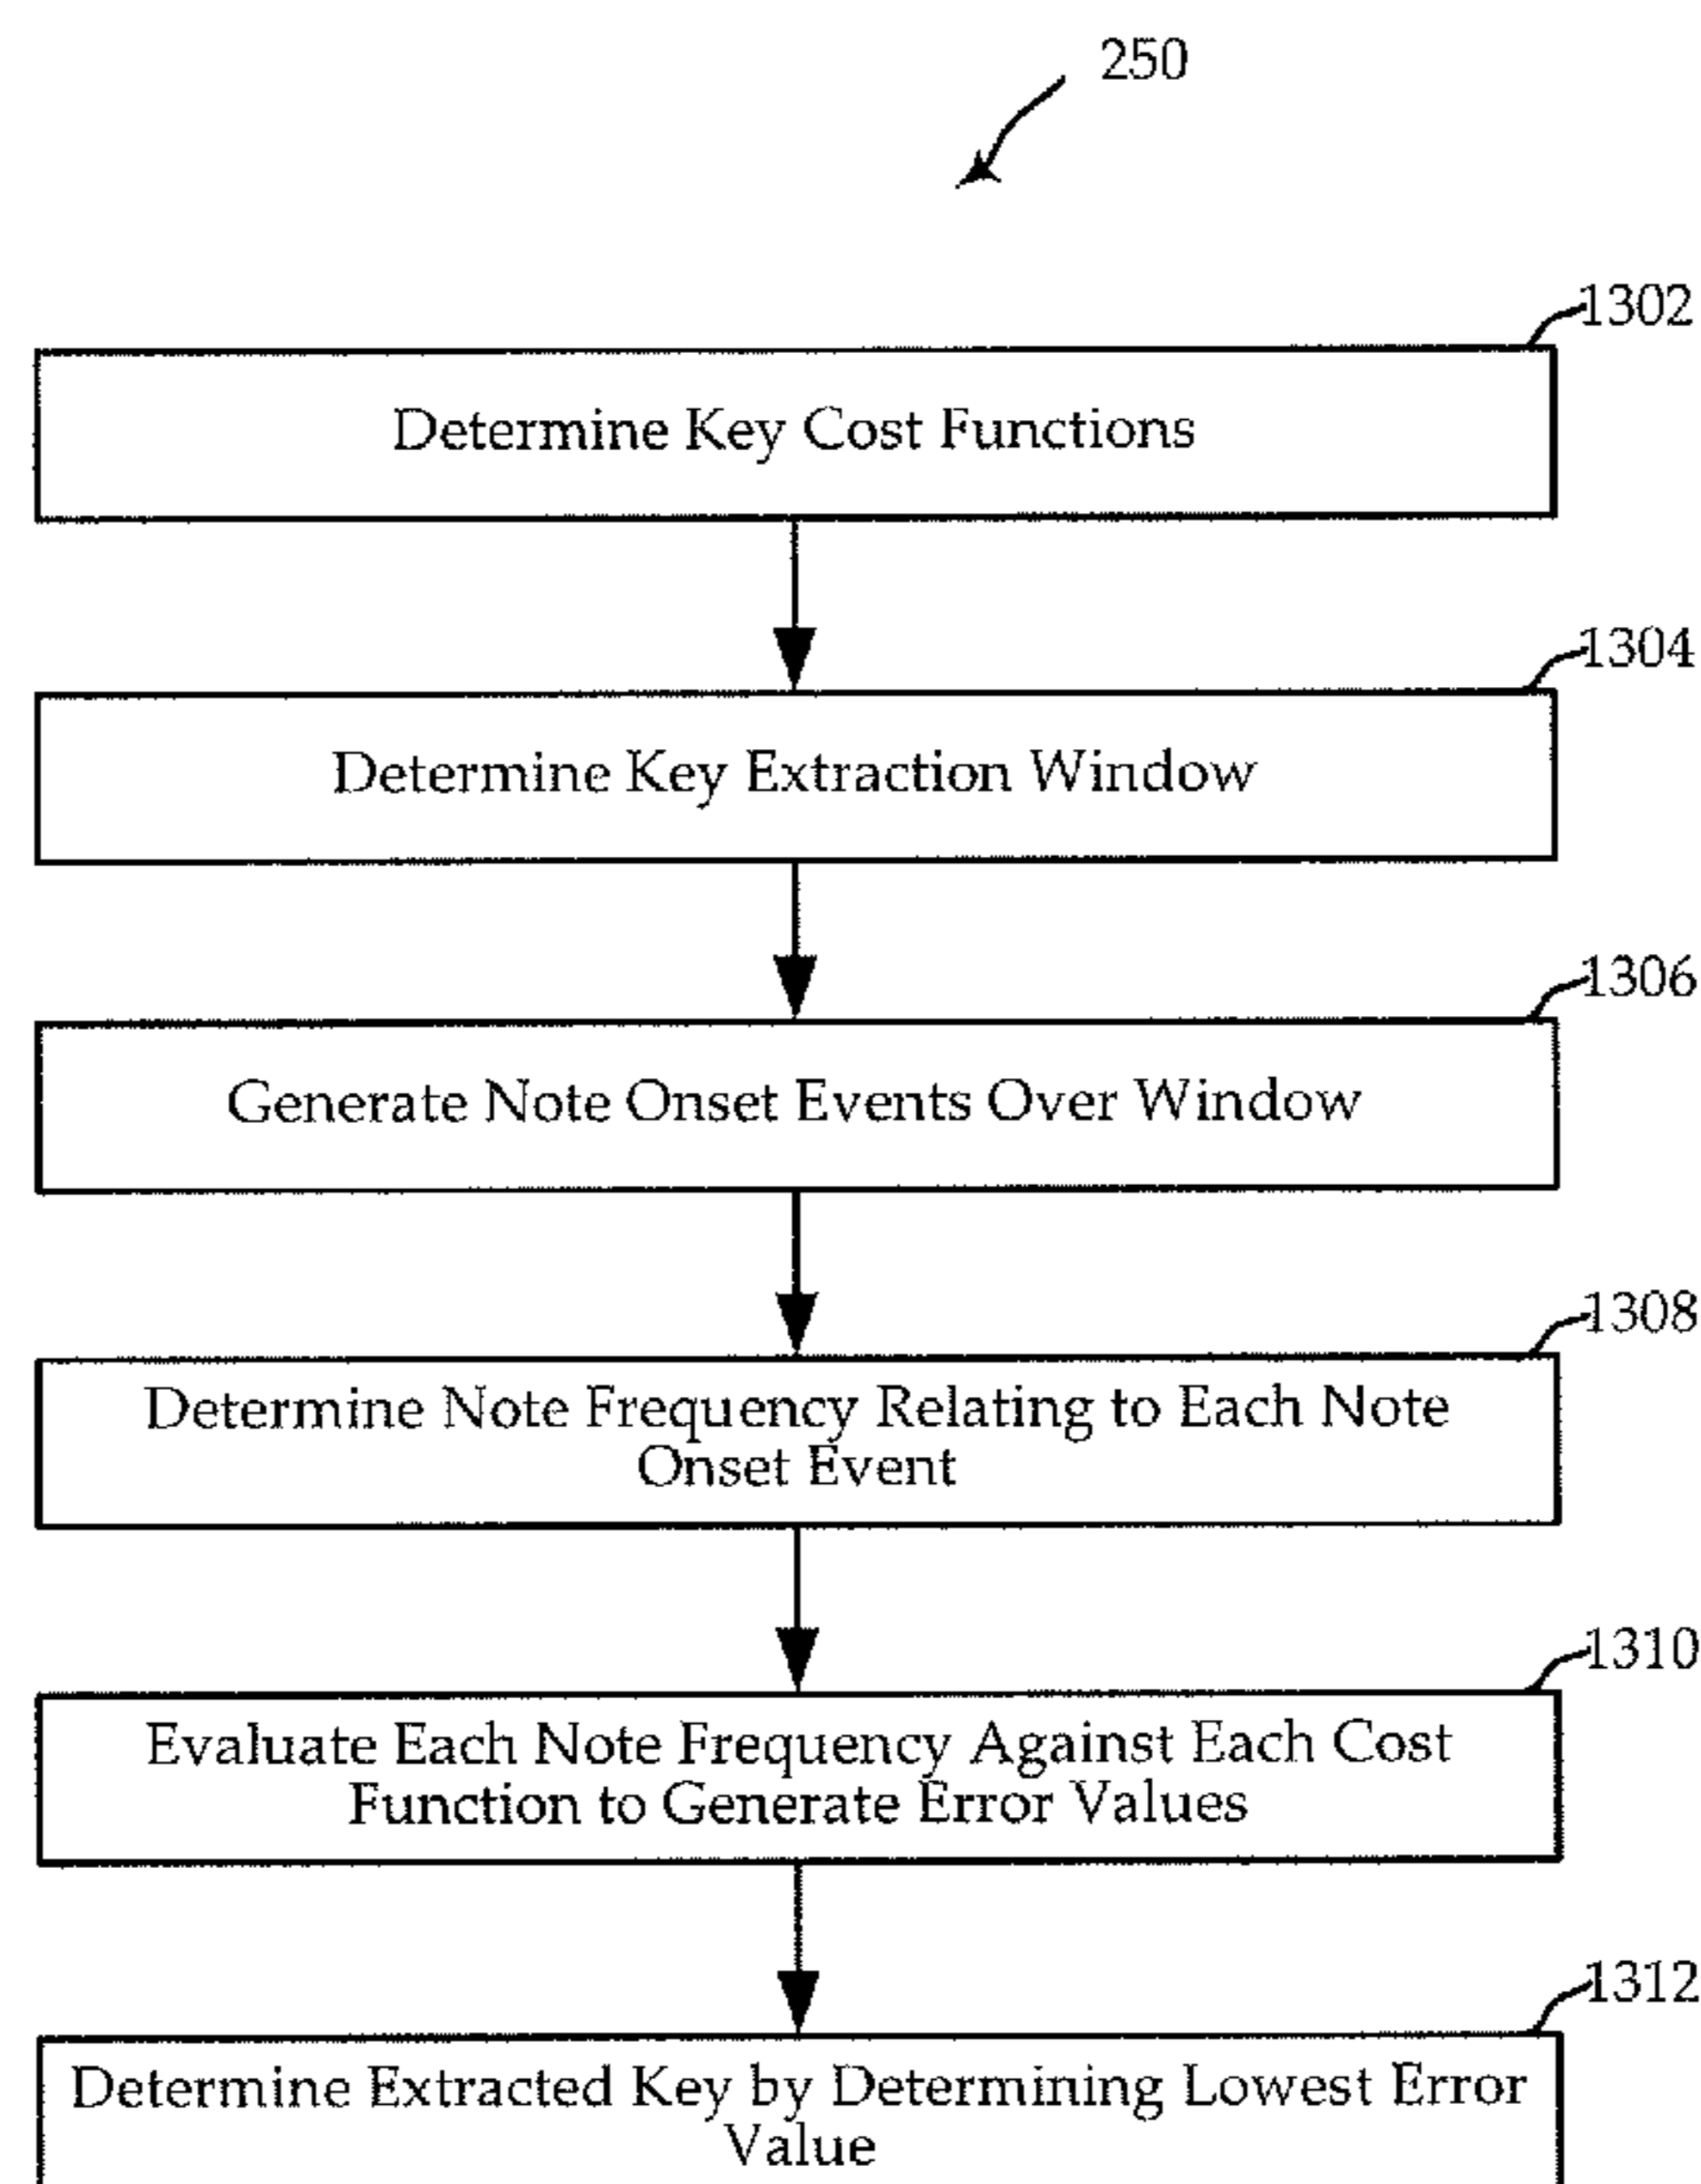 250
1302
Determine Key Cost Functions
1304
Determine Key Extraction Window
1306
Generate Note Onset Events Over Window
1308
Determine Note Frequency Relating to Each Note
Onset Event
1310
Evaluate Each Note Frequency Against Each Cost
Function to Generate Error Values
1312
Determine Extracted Key by Determining Lowest Error
Value